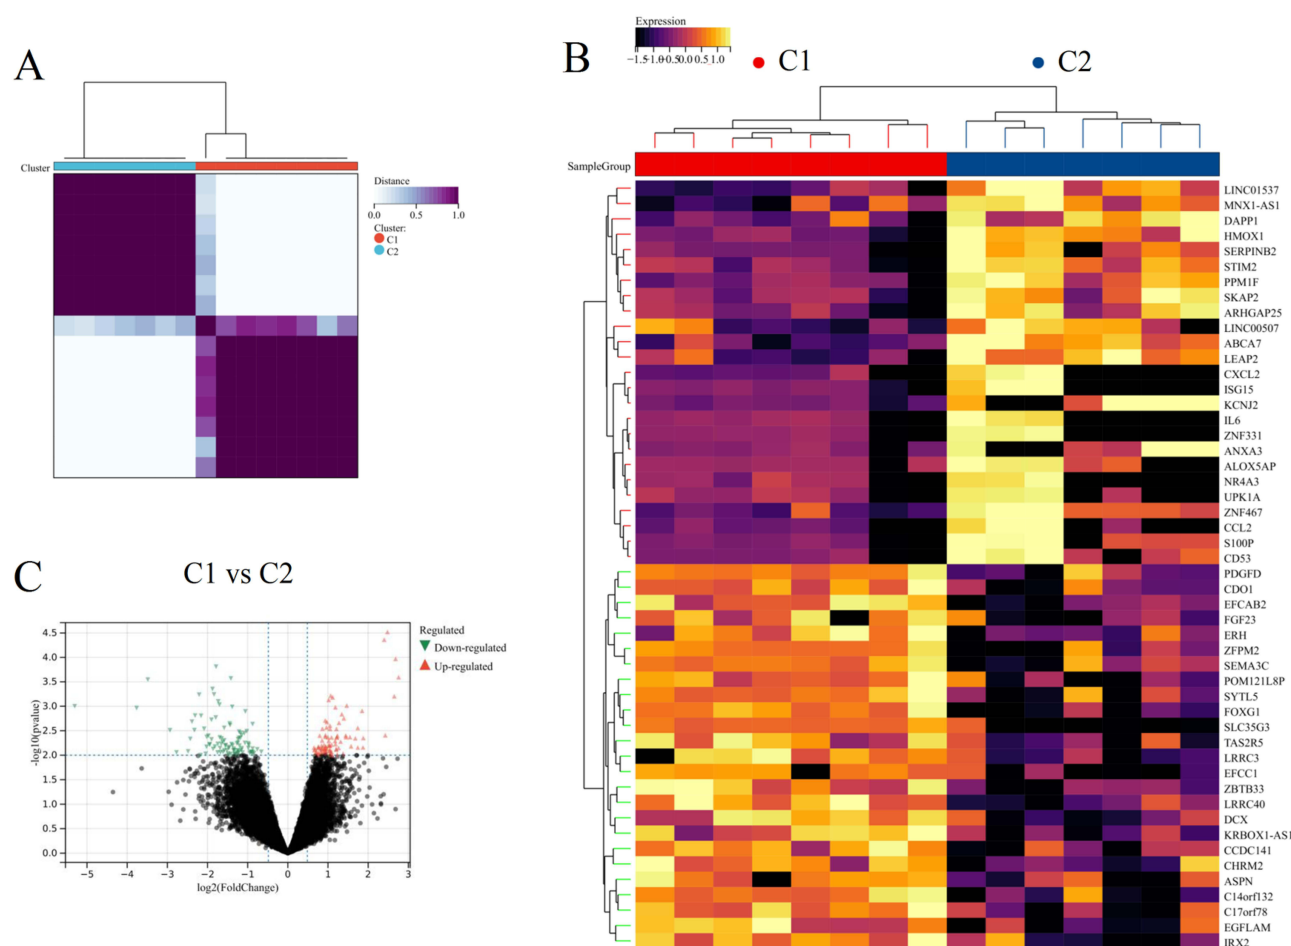 A
Cluster
Distance
0.0 0.5 1.0
Cluster:
C1
C2
B
Expression
−1.5−1.0−0.50.0 0.5 1.0
C1
C2
SampleGroup
LINC01537
MNX1-AS1
DAPP1
HMOX1
SERPINB2
STIM2
PPM1F
SKAP2
ARHGAP25
LINC00507
ABCA7
LEAP2
CXCL2
ISG15
KCNJ2
IL6
ZNF331
ANXA3
ALOX5AP
NR4A3
UPK1A
ZNF467
CCL2
S100P
CD53
PDGFD
CDO1
EFCAB2
FGF23
ERH
ZFPM2
SEMA3C
POM121L8P
SYTL5
FOXG1
SLC35G3
TAS2R5
LRRC3
EFCC1
ZBTB33
LRRC40
DCX
KRBOX1-AS1
CCDC141
CHRM2
ASPN
C14orf132
C17orf78
EGFLAM
IRX2
C
C1 vs C2
-log10(pvalue)
4.5
4.0
3.5
3.0
2.5
2.0
1.5
1.0
0.5
0.0
−5 −4 −3 −2 −1 0 1 2 3
log2(FoldChange)
Regulated
Down-regulated
Up-regulated